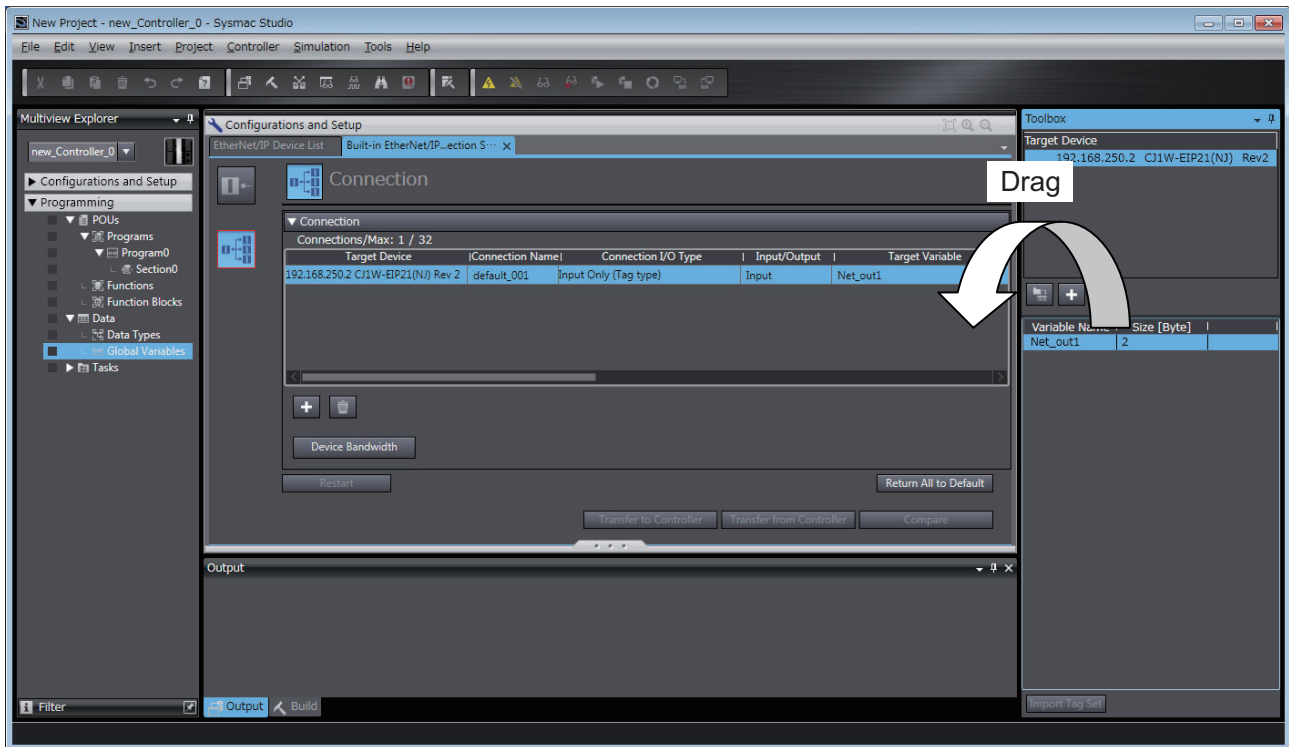 New Project - new_Controller_0 - Sysmac Studio
File Edit View Insert Project Controller Simulation Tools Help
Multiview Explorer
new_Controller_0
Configurations and Setup
Programming
POUs
Programs
Program0
Section0
Functions
Function Blocks
Data
Data Types
Global Variables
Tasks
Filter
Configurations and Setup
EtherNet/IP Device List Built-in EtherNet/IP...ection S...
Connection
Connection
Connections/Max: 1 / 32
Target Device Connection Name Connection I/O Type Input/Output Target Variable
192.168.250.2 CJ1W-EIP21(NJ) Rev 2 default_001 Input Only (Tag type) Input Net_out1
Device Bandwidth
Restart Return All to Default
Transfer to Controller Transfer from Controller Compare
Output
Output Build
Toolbox
Target Device
192.168.250.2 CJ1W-EIP21(NJ) Rev2
Drag
Variable Name Size [Byte]
Net_out1 2
Import Tag Set